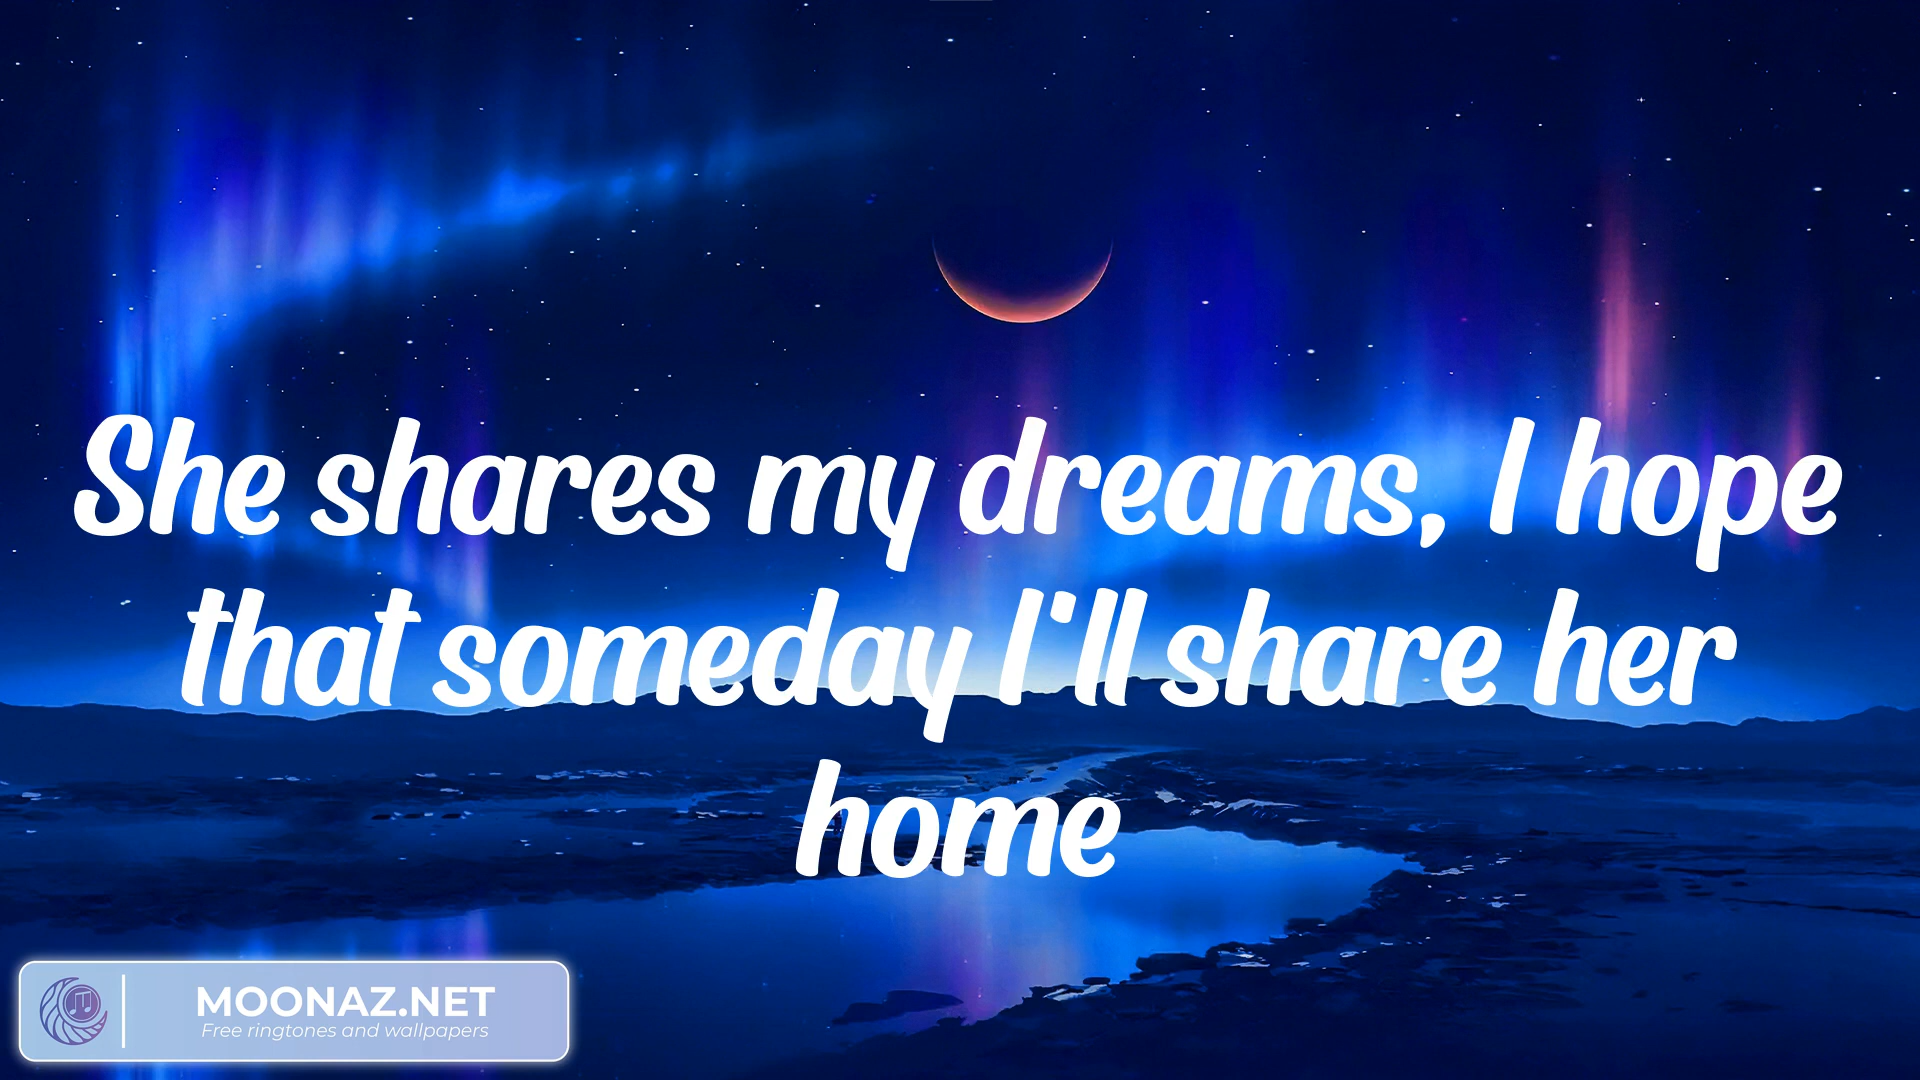 She shares my dreams, I hope
that someday I'll share her
home
MOONAZ.NET
Free ringtones and wallpapers